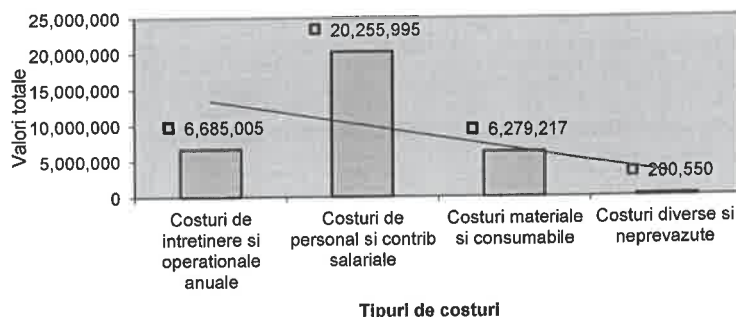 25,000,000
20,000,000
15,000,000
10,000,000
5,000,000
0
Valori totale
6,685,005
20,255,995
6,279,217
200,550
Costuri de
intretinere si
operationale
anuale
Costuri de
personal si contrib
salariale
Costuri materiale
si consumabile
Costuri diverse si
neprevazute
Tipuri de costuri